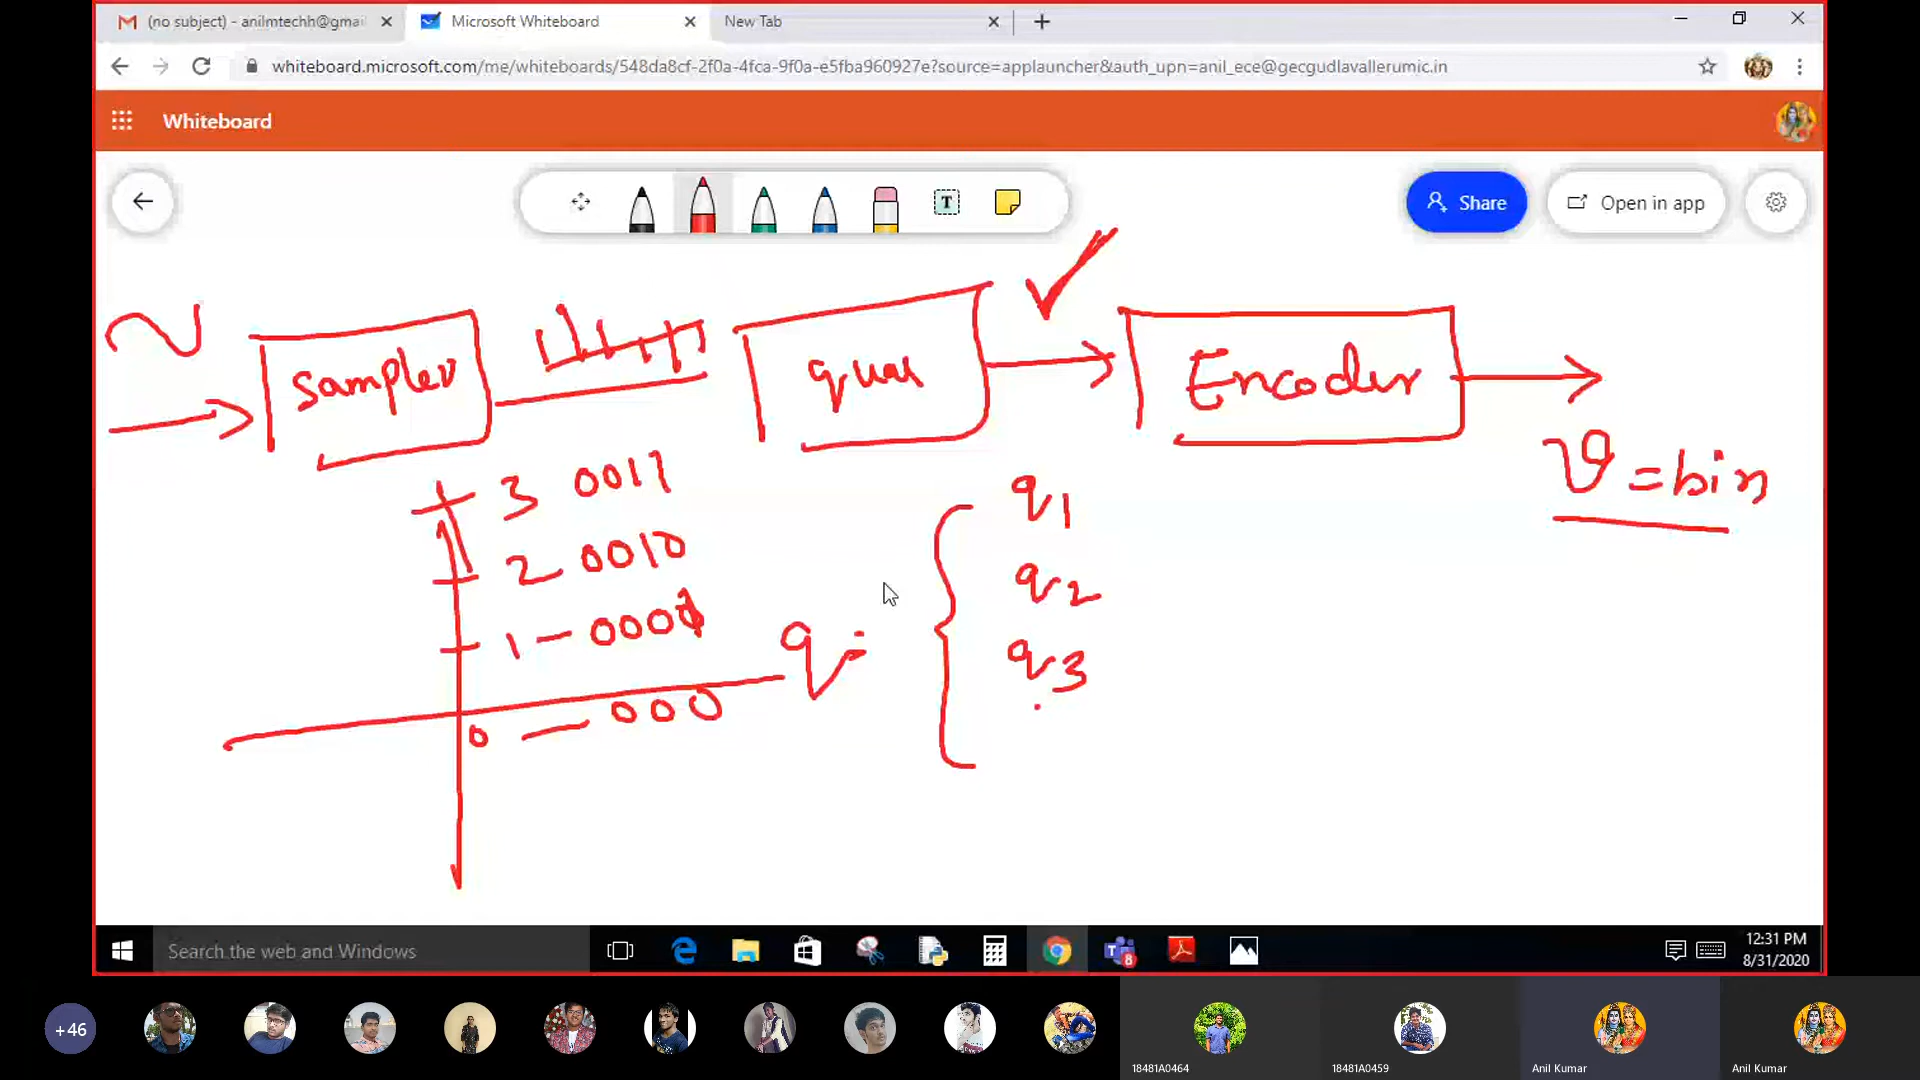 (no subject) - anilmtechh@gmai
Microsoft Whiteboard
New Tab
whiteboard.microsoft.com/me/whiteboards/548da8cf-2f0a-4fca-9f0a-e5fba960927e?source=applauncher&auth_upn=anil_ece@gecgudlavallerumic.in
Whiteboard
T
Share
Open in app
sampler
quan
Encoder
= bin
3 0011
2 0010
1 - 0001
0 - 000
q =
q1
q2
q3
Search the web and Windows
8
12:31 PM
8/31/2020
+46
18481A0464
18481A0459
Anil Kumar
Anil Kumar